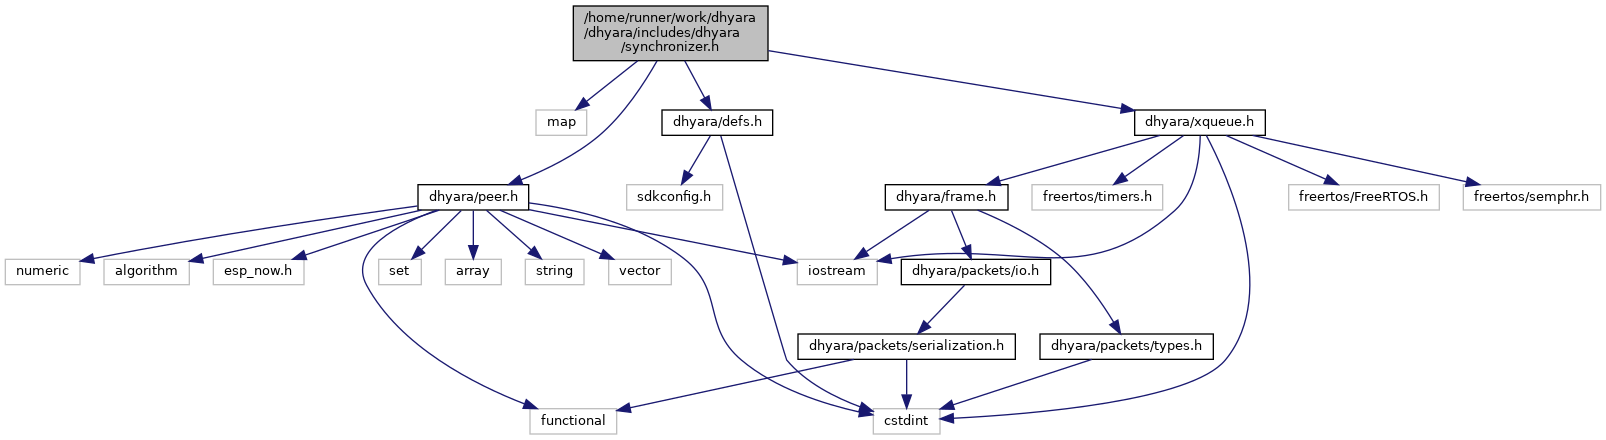 /home/runner/work/dhyara
/dhyara/includes/dhyara
/synchronizer.h
map
dhyara/defs.h
dhyara/xqueue.h
dhyara/peer.h
sdkconfig.h
dhyara/frame.h
freertos/timers.h
freertos/FreeRTOS.h
freertos/semphr.h
numeric
algorithm
esp_now.h
set
array
string
vector
iostream
dhyara/packets/io.h
dhyara/packets/serialization.h
dhyara/packets/types.h
functional
cstdint